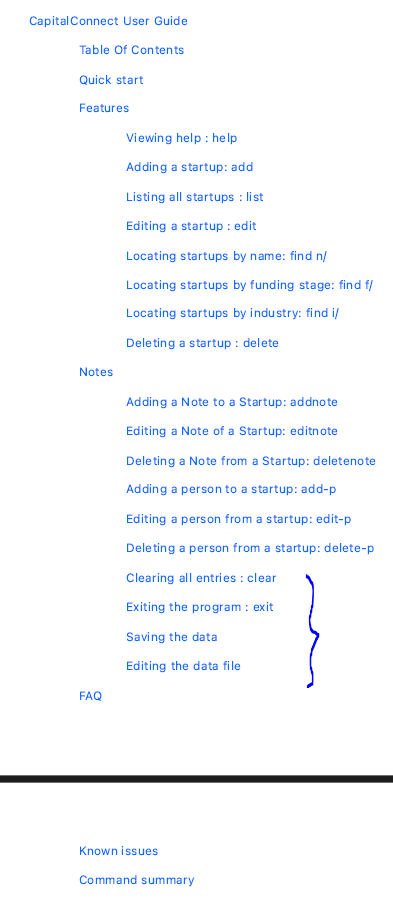 CapitalConnect User Guide
Table Of Contents
Quick start
Features
Viewing help : help
Adding a startup: add
Listing all startups : list
Editing a startup : edit
Locating startups by name: find n/
Locating startups by funding stage: find f/
Locating startups by industry: find i/
Deleting a startup : delete
Notes
Adding a Note to a Startup: addnote
Editing a Note of a Startup: editnote
Deleting a Note from a Startup: deletenote
Adding a person to a startup: add-p
Editing a person from a startup: edit-p
Deleting a person from a startup: delete-p
Clearing all entries : clear
Exiting the program : exit
Saving the data
Editing the data file
FAQ
Known issues
Command summary